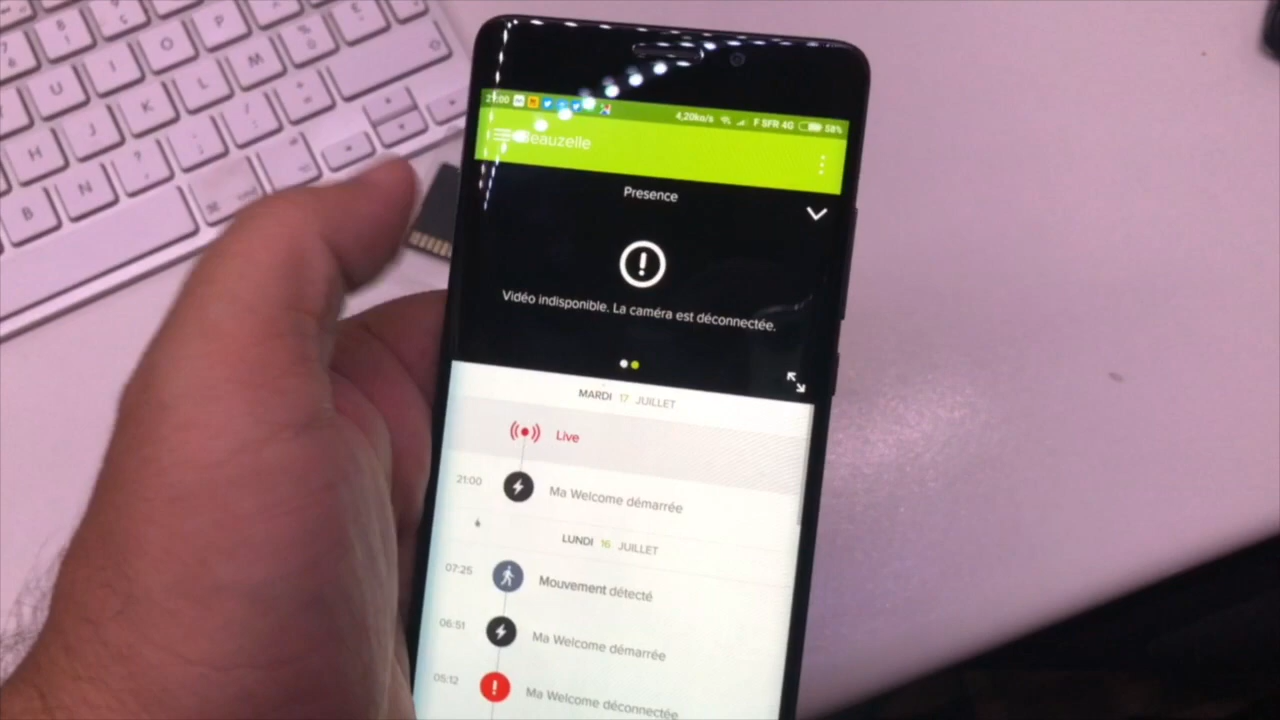 21:00 4,20ko/s F SFR 4G 58%
Beauzelle
Presence
Vidéo indisponible. La caméra est déconnectée.
MARDI 17 JUILLET
Live
21:00 Ma Welcome démarrée
LUNDI 16 JUILLET
07:25 Mouvement détecté
06:51 Ma Welcome démarrée
05:12 Ma Welcome déconnectée
U
I
O
P
H
J
K
L
B
N